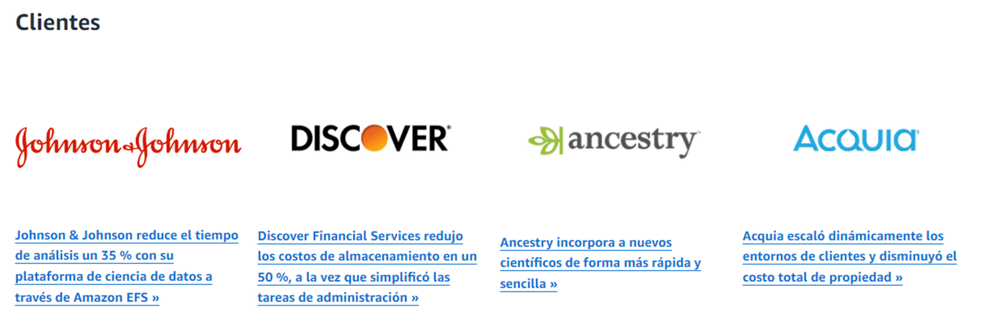 Clientes
Johnson & Johnson
DISCOVER®
ancestry
Acquia
Johnson & Johnson reduce el tiempo
de análisis un 35 % con su
plataforma de ciencia de datos a
través de Amazon EFS »
Discover Financial Services redujo
los costos de almacenamiento en un
50 %, a la vez que simplificó las
tareas de administración »
Ancestry incorpora a nuevos
científicos de forma más rápida y
sencilla »
Acquia escaló dinámicamente los
entornos de clientes y disminuyó el
costo total de propiedad »